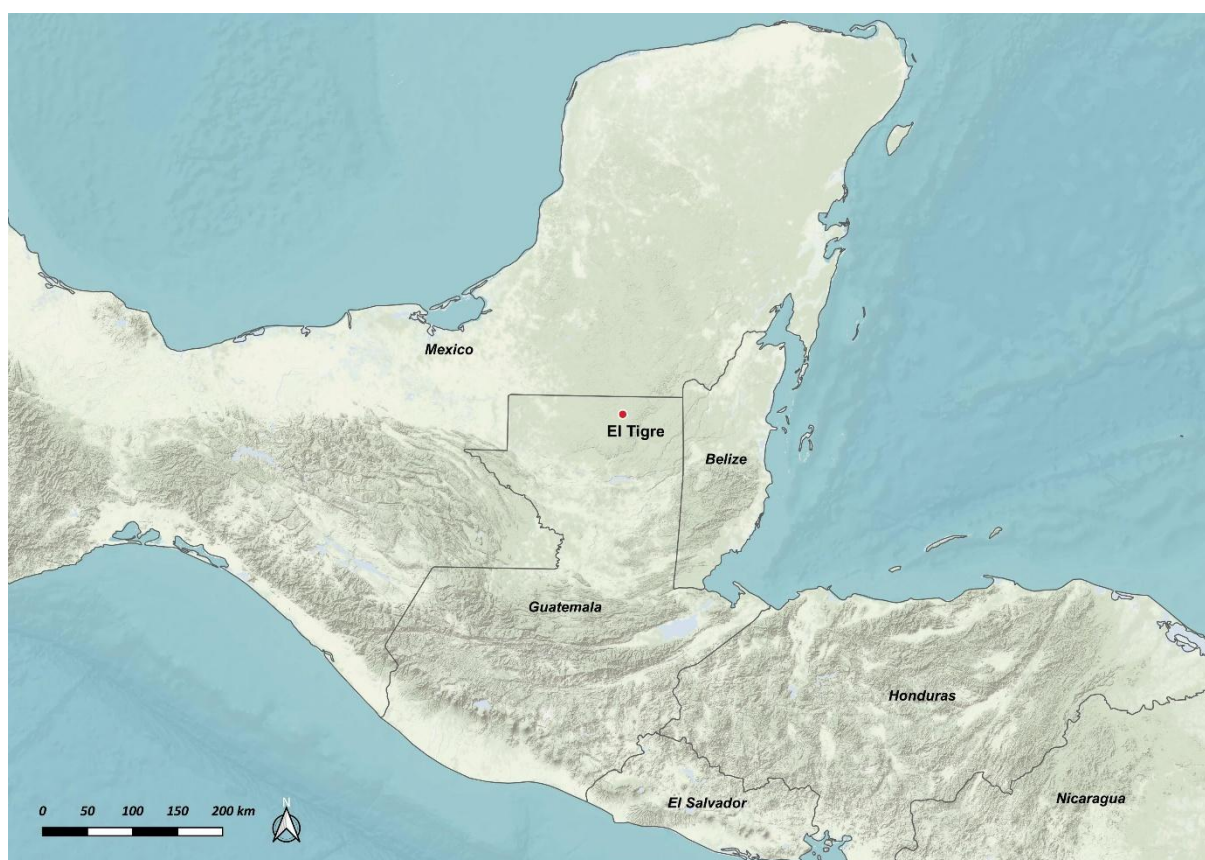 Mexico
El Tigre
Belize
Guatemala
Honduras
El Salvador
Nicaragua
0 50 100 150 200 km
N